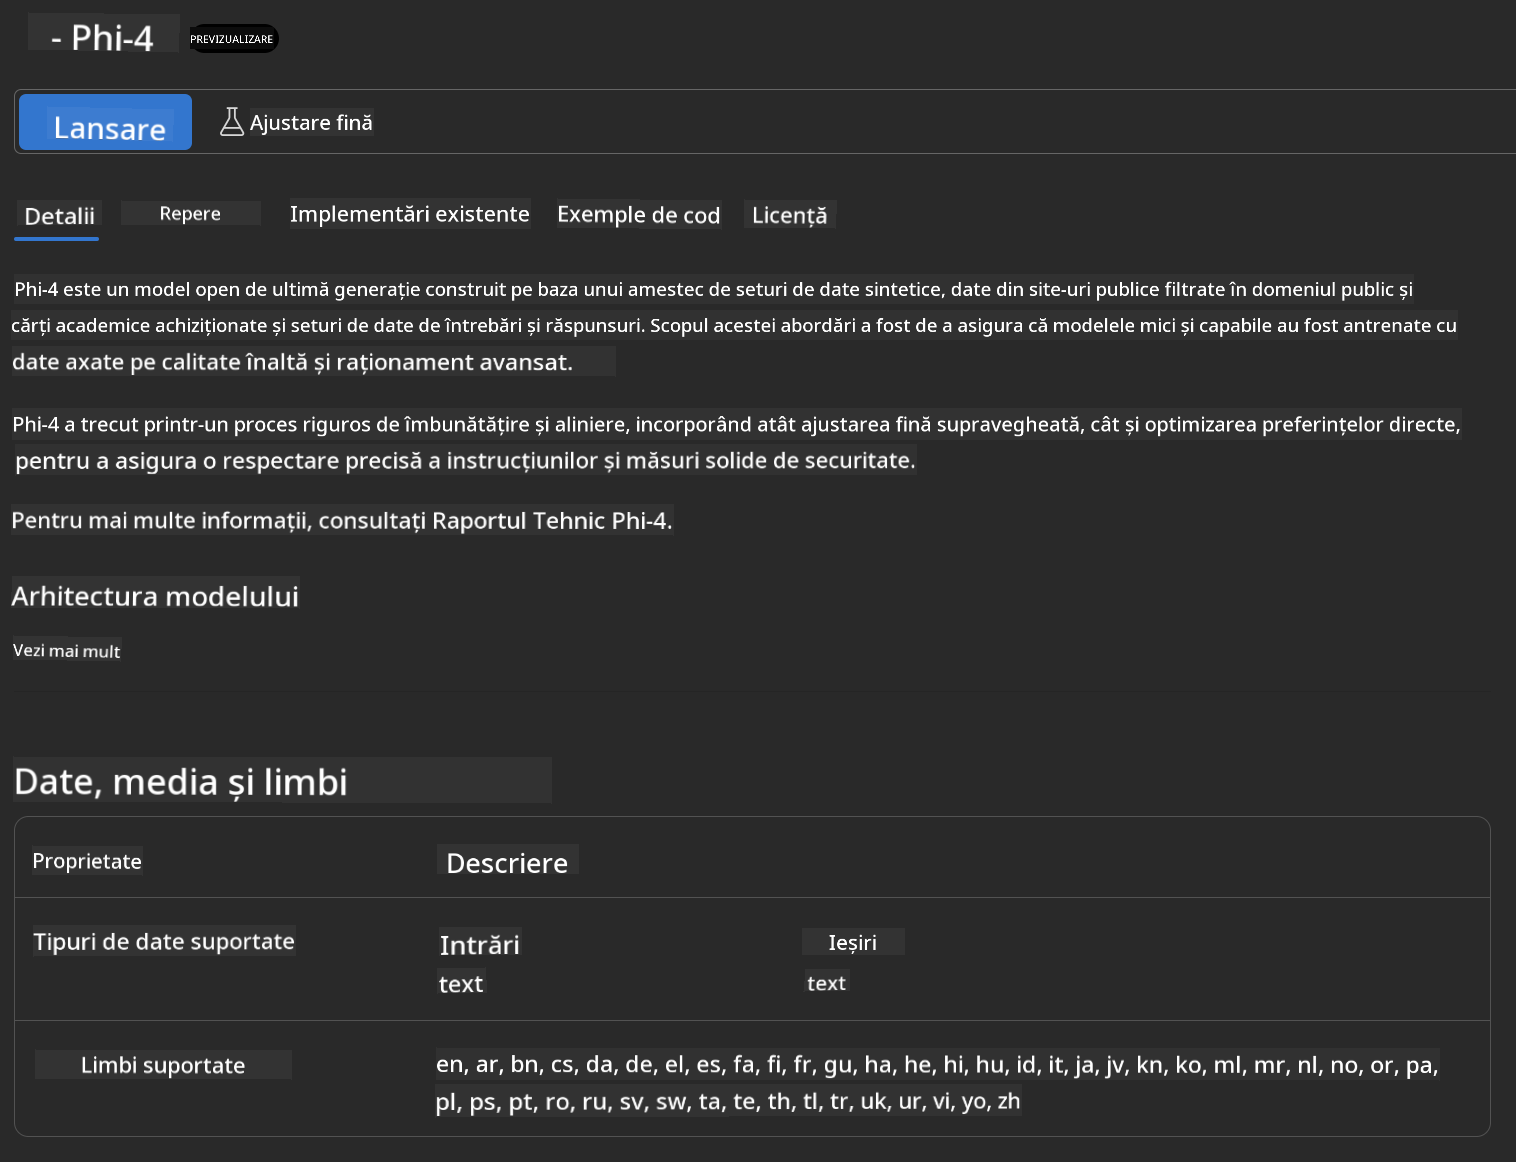 - Phi-4 PREVIZUALIZARE
Lansare Ajustare fină
Detalii Repere Implementări existente Exemple de cod Licență
Phi-4 este un model open de ultimă generație construit pe baza unui amestec de seturi de date sintetice, date din site-uri publice filtrate în domeniul public și
cărți academice achiziționate și seturi de date de întrebări și răspunsuri. Scopul acestei abordări a fost de a asigura că modelele mici și capabile au fost antrenate cu
date axate pe calitate înaltă și raționament avansat.
Phi-4 a trecut printr-un proces riguros de îmbunătățire și aliniere, incorporând atât ajustarea fină supravegheată, cât și optimizarea preferințelor directe,
pentru a asigura o respectare precisă a instrucțiunilor și măsuri solide de securitate.
Pentru mai multe informații, consultați Raportul Tehnic Phi-4.
Arhitectura modelului
Vezi mai mult
Date, media și limbi
Proprietate Descriere
Tipuri de date suportate Intrări Ieșiri
text text
Limbi suportate en, ar, bn, cs, da, de, el, es, fa, fi, fr, gu, ha, he, hi, hu, id, it, ja, jv, kn, ko, ml, mr, nl, no, or, pa,
pl, ps, pt, ro, ru, sv, sw, ta, te, th, tl, tr, uk, ur, vi, yo, zh